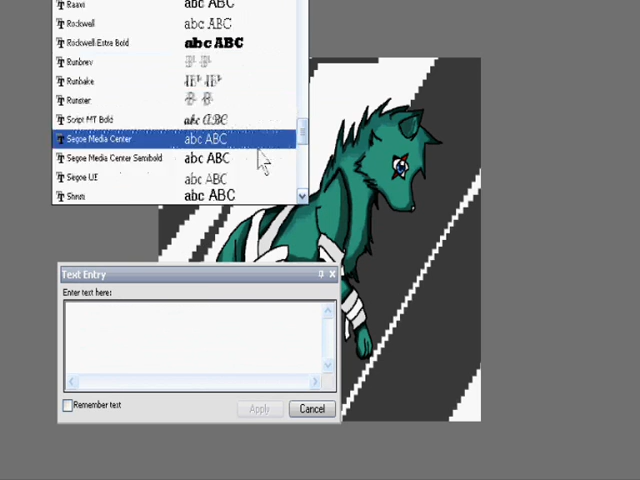 Raavi abc ABC
Rockwell abc ABC
Rockwell Extra Bold abc ABC
Runbrev
Runbake
Runster
Script MT Bold abc ABC
Segoe Media Center abc ABC
Segoe Media Center Semibold abc ABC
Segoe UI abc ABC
Shruti abc ABC
Text Entry
Enter text here:
Remember text
Apply
Cancel